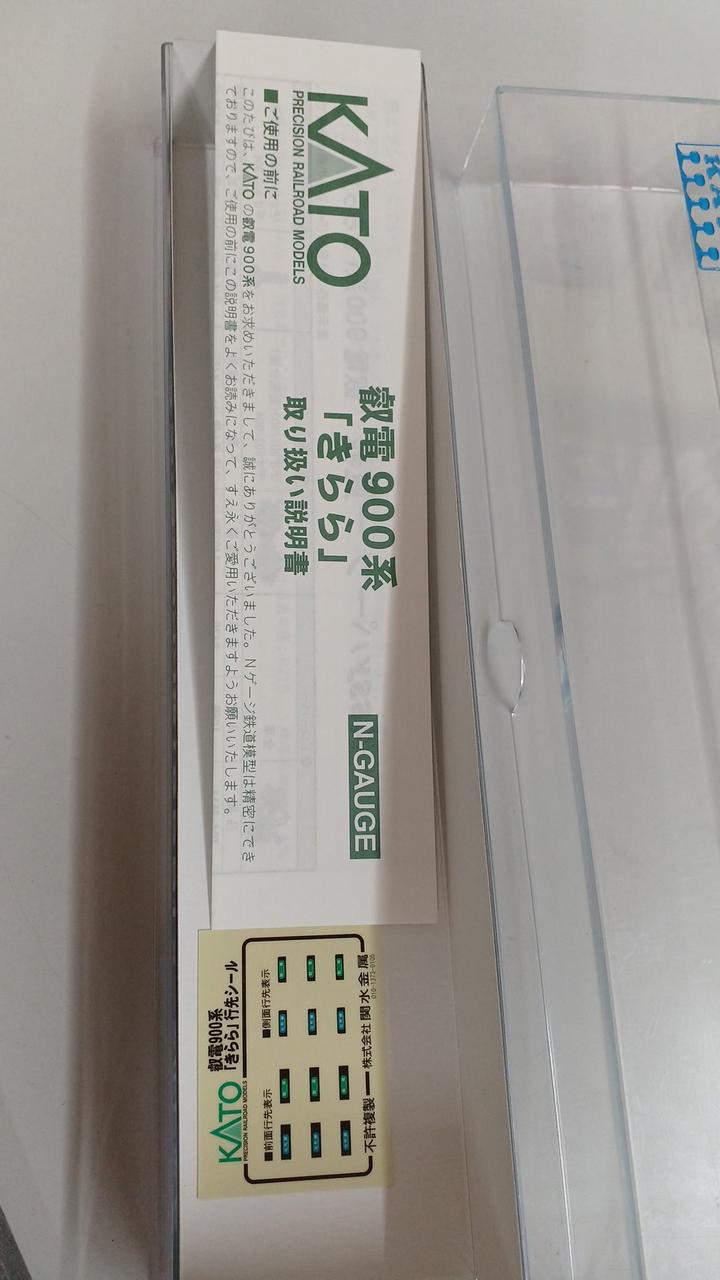 KATO
PRECISION RAILROAD MODELS
叡電900系
「きらら」
取り扱い説明書
N-GAUGE
■ご使用の前に
このたびは、KATOの叡電900系をお求めいただきまして、誠にありがとうございました。Nゲージ鉄道模型は精密にでき
ておりますので、ご使用の前にこの説明書をよくお読みになって、すえ永くご愛用いただきますようお願いいたします。
KATO
PRECISION RAILROAD MODELS
叡電900系
「きらら」行先シール
■前面行先表示
■側面行先表示
不許複製
株式会社 関水金属